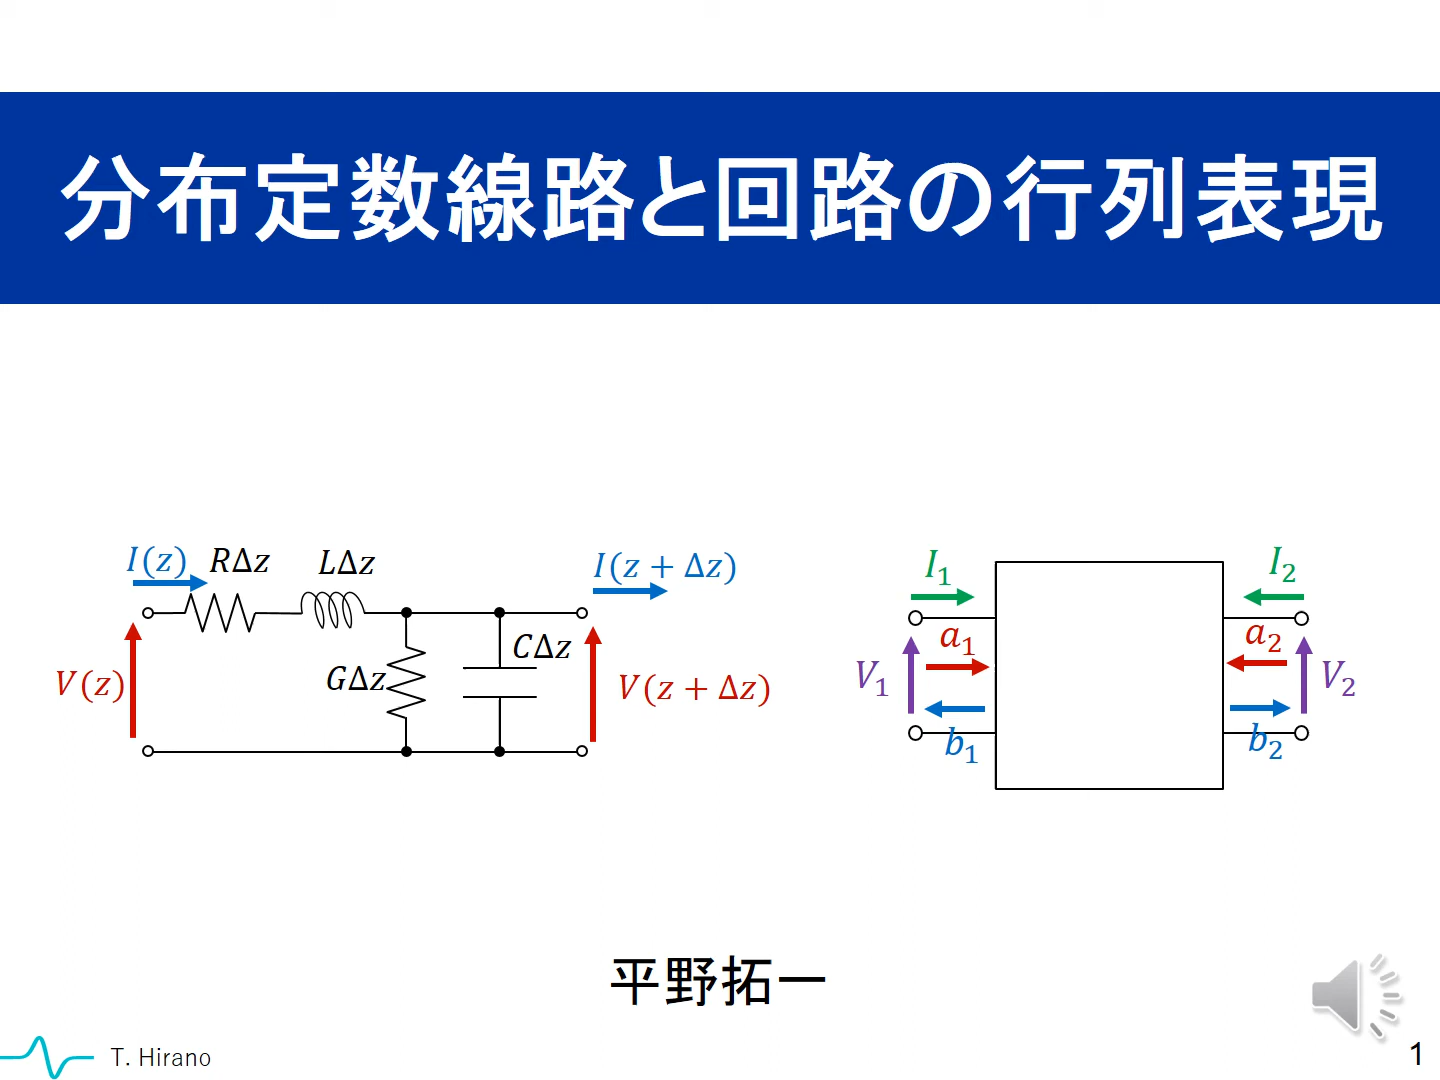 分布定数線路と回路の行列表現
I(z) RΔz LΔz I(z + Δz)
V(z) GΔz CΔz V(z + Δz)
I₁ I₂
a₁ a₂
V₁ V₂
b₁ b₂
平野拓一
T. Hirano
1